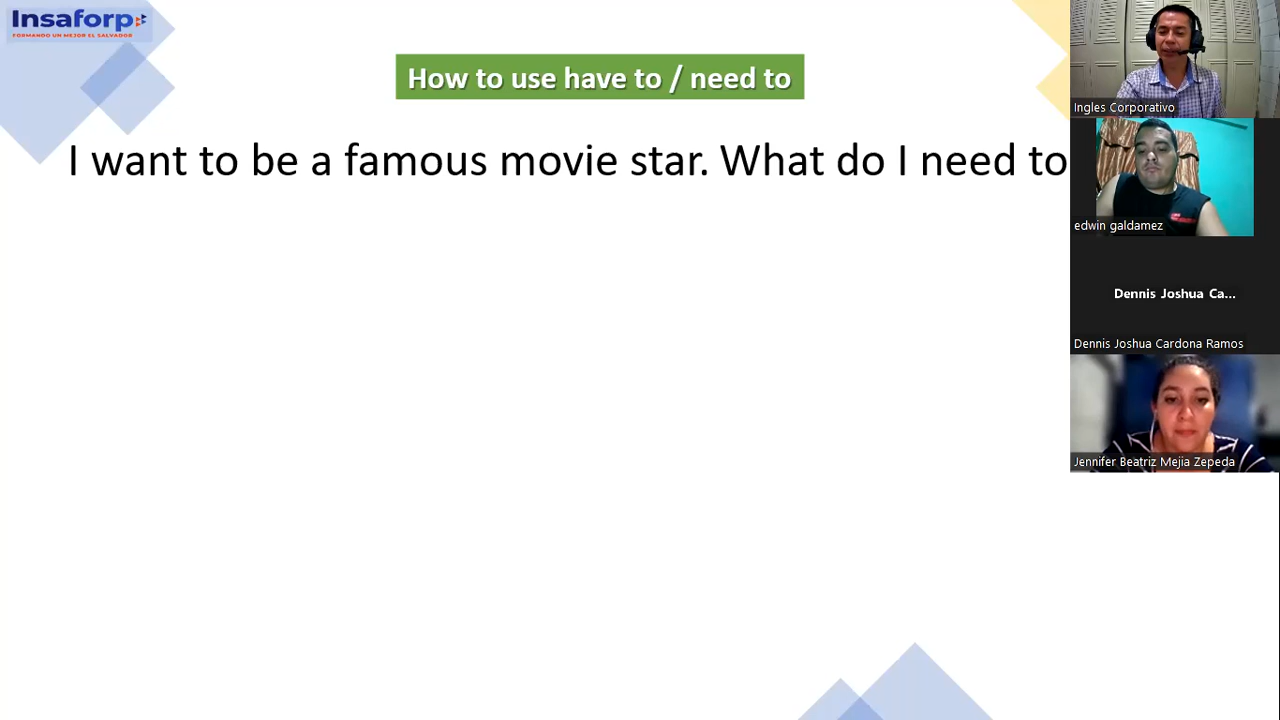 Insaforp
FORMANDO UN MEJOR EL SALVADOR
How to use have to / need to
I want to be a famous movie star. What do I need to
Ingles Corporativo
edwin galdamez
Dennis Joshua Ca...
Dennis Joshua Cardona Ramos
Jennifer Beatriz Mejia Zepeda